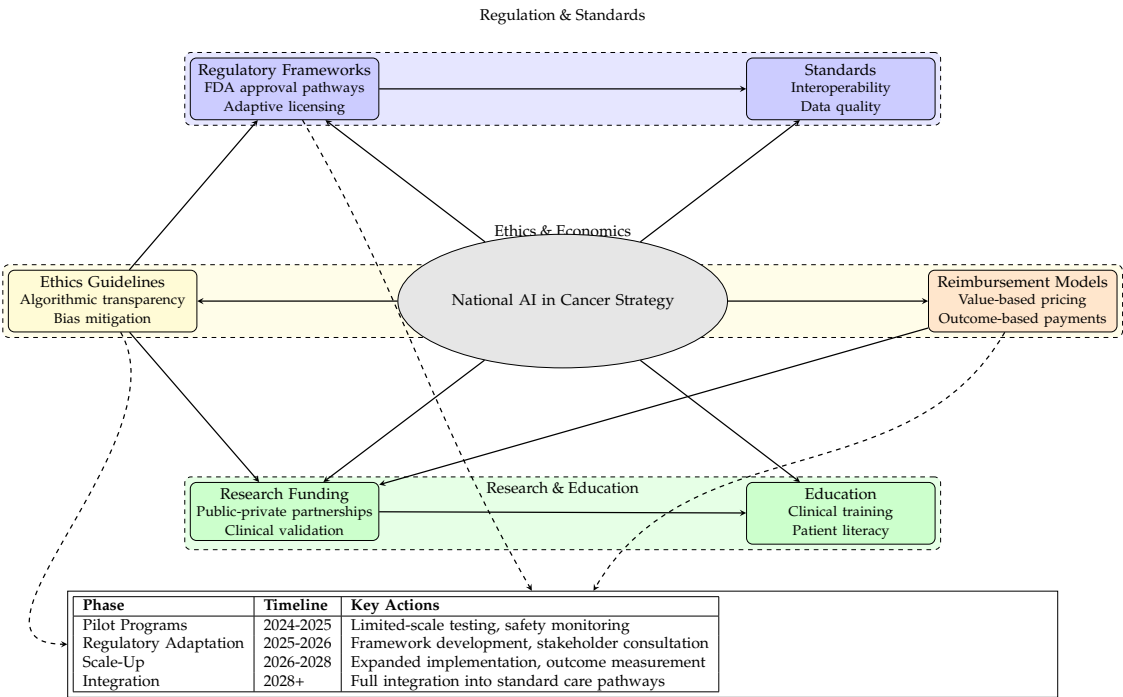 Regulation & Standards
Regulatory Frameworks
FDA approval pathways
Adaptive licensing
Standards
Interoperability
Data quality
Ethics & Economics
Ethics Guidelines
Algorithmic transparency
Bias mitigation
National AI in Cancer Strategy
Reimbursement Models
Value-based pricing
Outcome-based payments
Research & Education
Research Funding
Public-private partnerships
Clinical validation
Education
Clinical training
Patient literacy
Phase Timeline Key Actions
Pilot Programs 2024-2025 Limited-scale testing, safety monitoring
Regulatory Adaptation 2025-2026 Framework development, stakeholder consultation
Scale-Up 2026-2028 Expanded implementation, outcome measurement
Integration 2028+ Full integration into standard care pathways